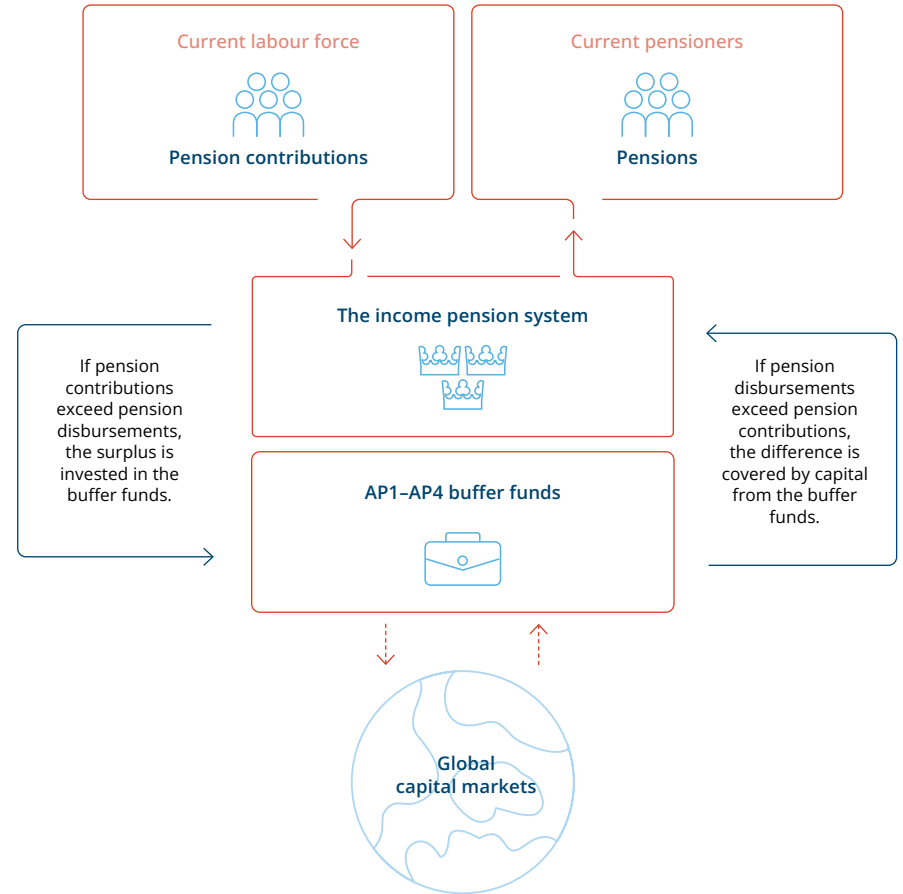 Current labour force
Pension contributions
Current pensioners
Pensions
The income pension system
If pension
contributions
exceed pension
disbursements,
the surplus is
invested in the
buffer funds.
If pension
disbursements
exceed pension
contributions,
the difference is
covered by capital
from the buffer
funds.
AP1–AP4 buffer funds
Global
capital markets